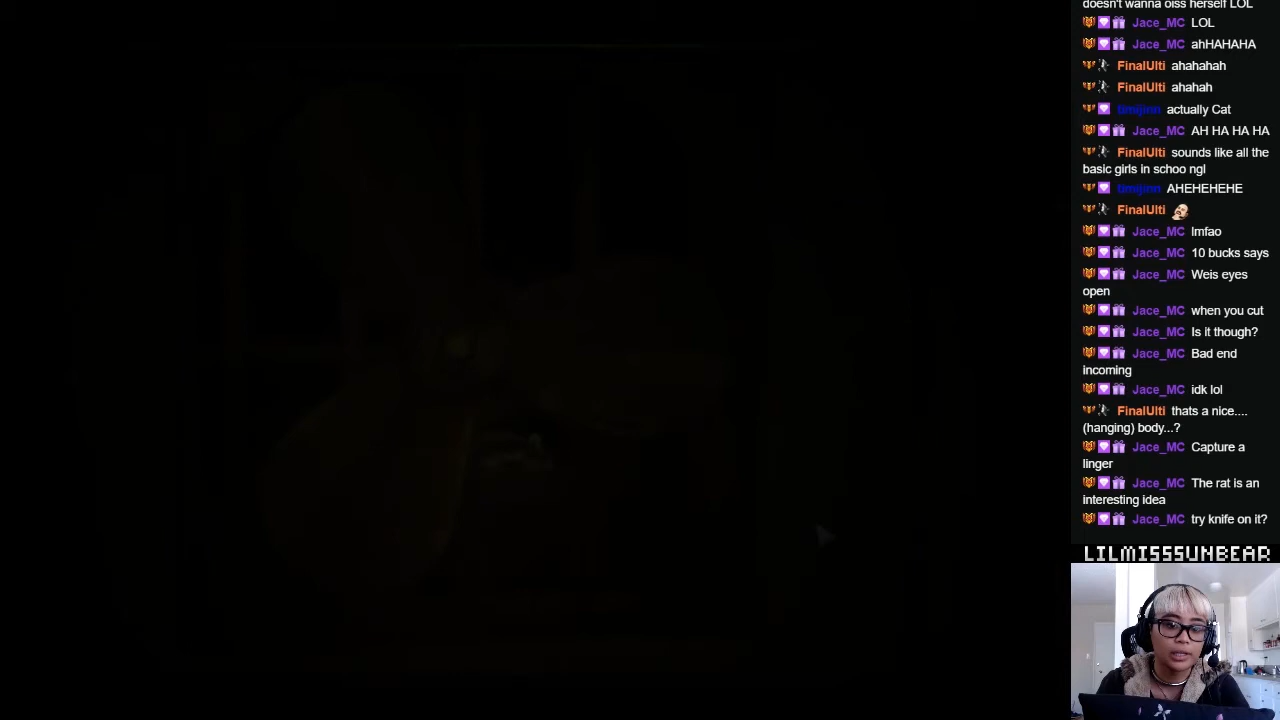 doesn't wanna oiss herself LOL
Jace_MC LOL
Jace_MC ahHAHAHA
FinalUlti ahahahah
FinalUlti ahahah
timijinn actually Cat
Jace_MC AH HA HA HA
FinalUlti sounds like all the
basic girls in schoo ngl
timijinn AHEHEHEHE
FinalUlti
Jace_MC lmfao
Jace_MC 10 bucks says
Jace_MC Weis eyes
open
Jace_MC when you cut
Jace_MC Is it though?
Jace_MC Bad end
incoming
Jace_MC idk lol
FinalUlti thats a nice....
(hanging) body...?
Jace_MC Capture a
linger
Jace_MC The rat is an
interesting idea
Jace_MC try knife on it?
LILMISSSUNBEAR